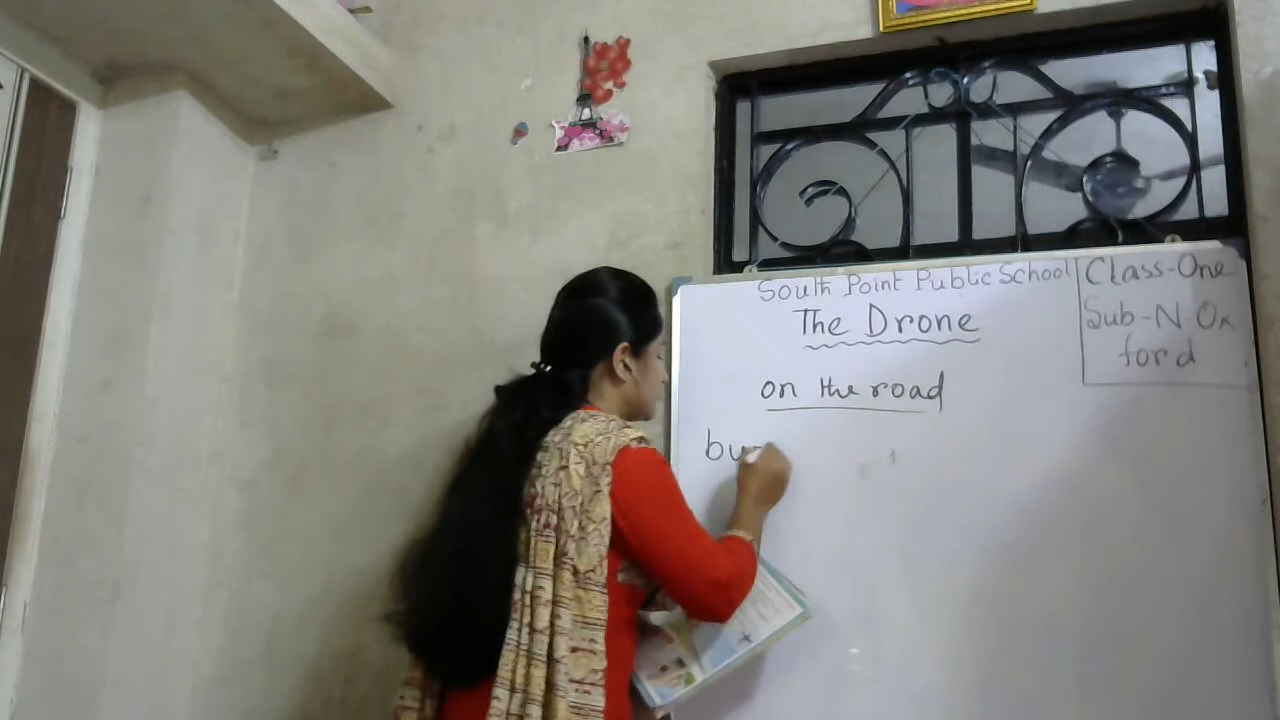 South Point Public School
The Drone
on the road
bu
Class-One
Sub-N Ox
ford